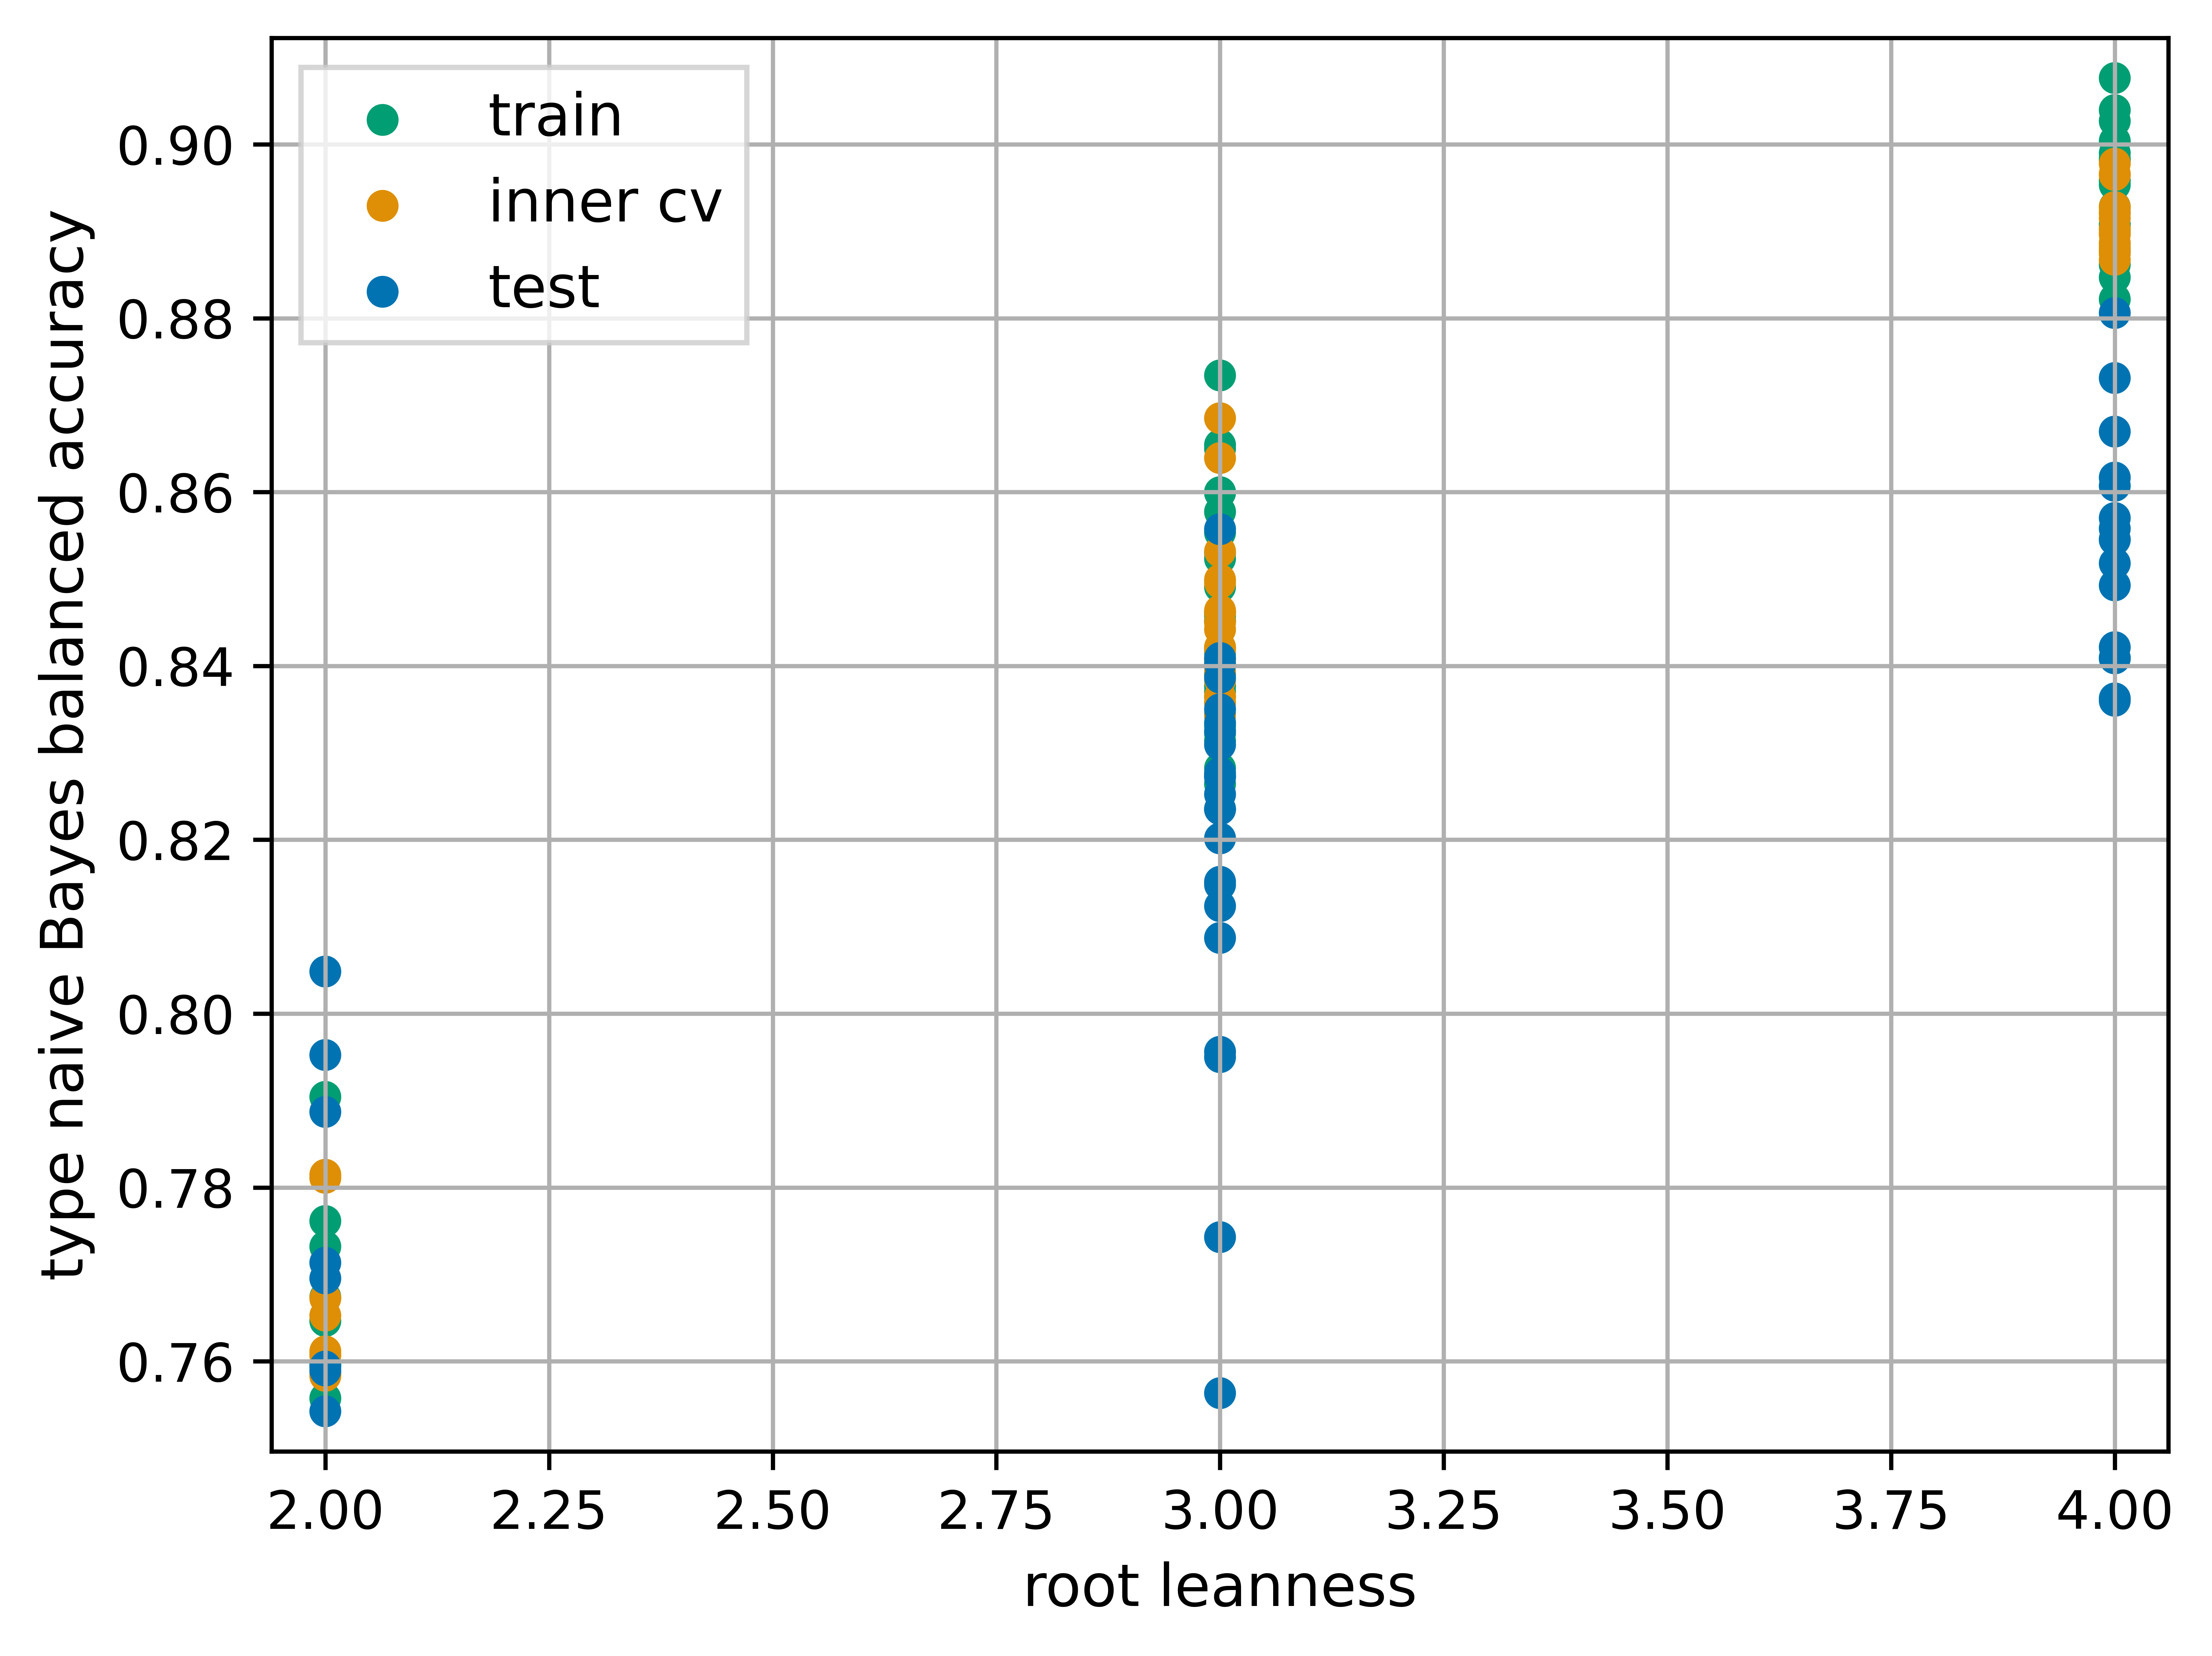 train
inner cv
test
type naive Bayes balanced accuracy
0.90
0.88
0.86
0.84
0.82
0.80
0.78
0.76
2.00 2.25 2.50 2.75 3.00 3.25 3.50 3.75 4.00
root leanness